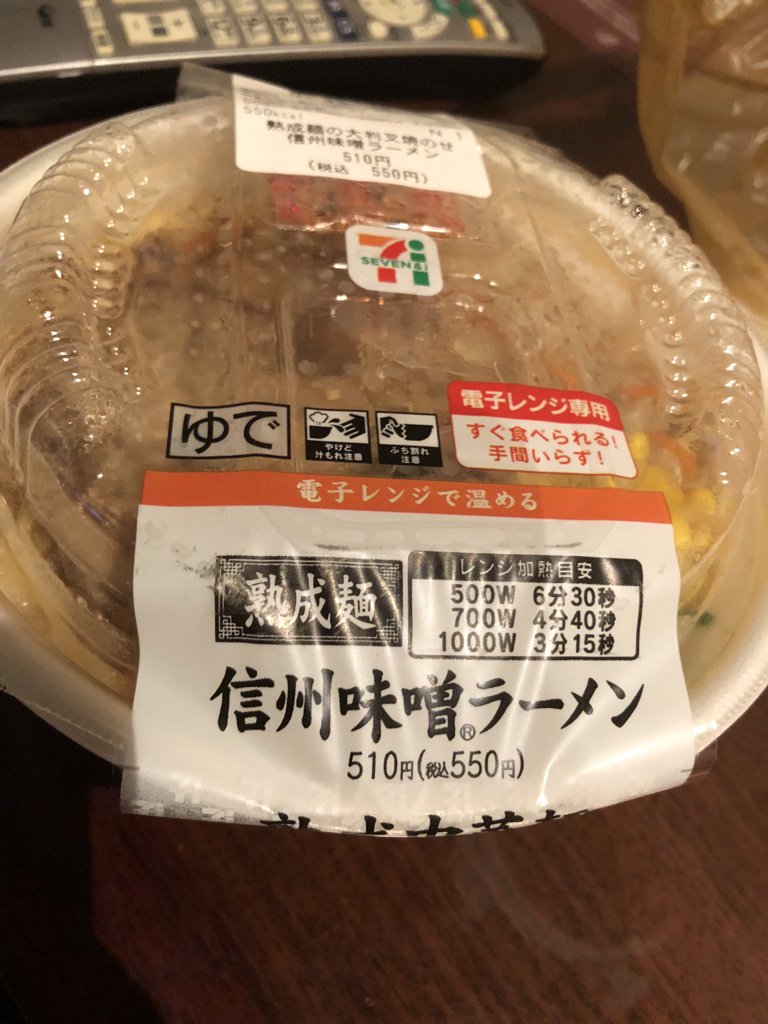 熟成麺の大判叉焼のせ
信州味噌ラーメン
510円
(税込 550円)
SEVEN & i
ゆで
やけど
汁もれ注意
ふち割れ
注意
電子レンジ専用
すぐ食べられる!
手間いらず!
電子レンジで温める
熟成麺
レンジ加熱目安
500W 6分30秒
700W 4分40秒
1000W 3分15秒
信州味噌®ラーメン
510円(税込550円)